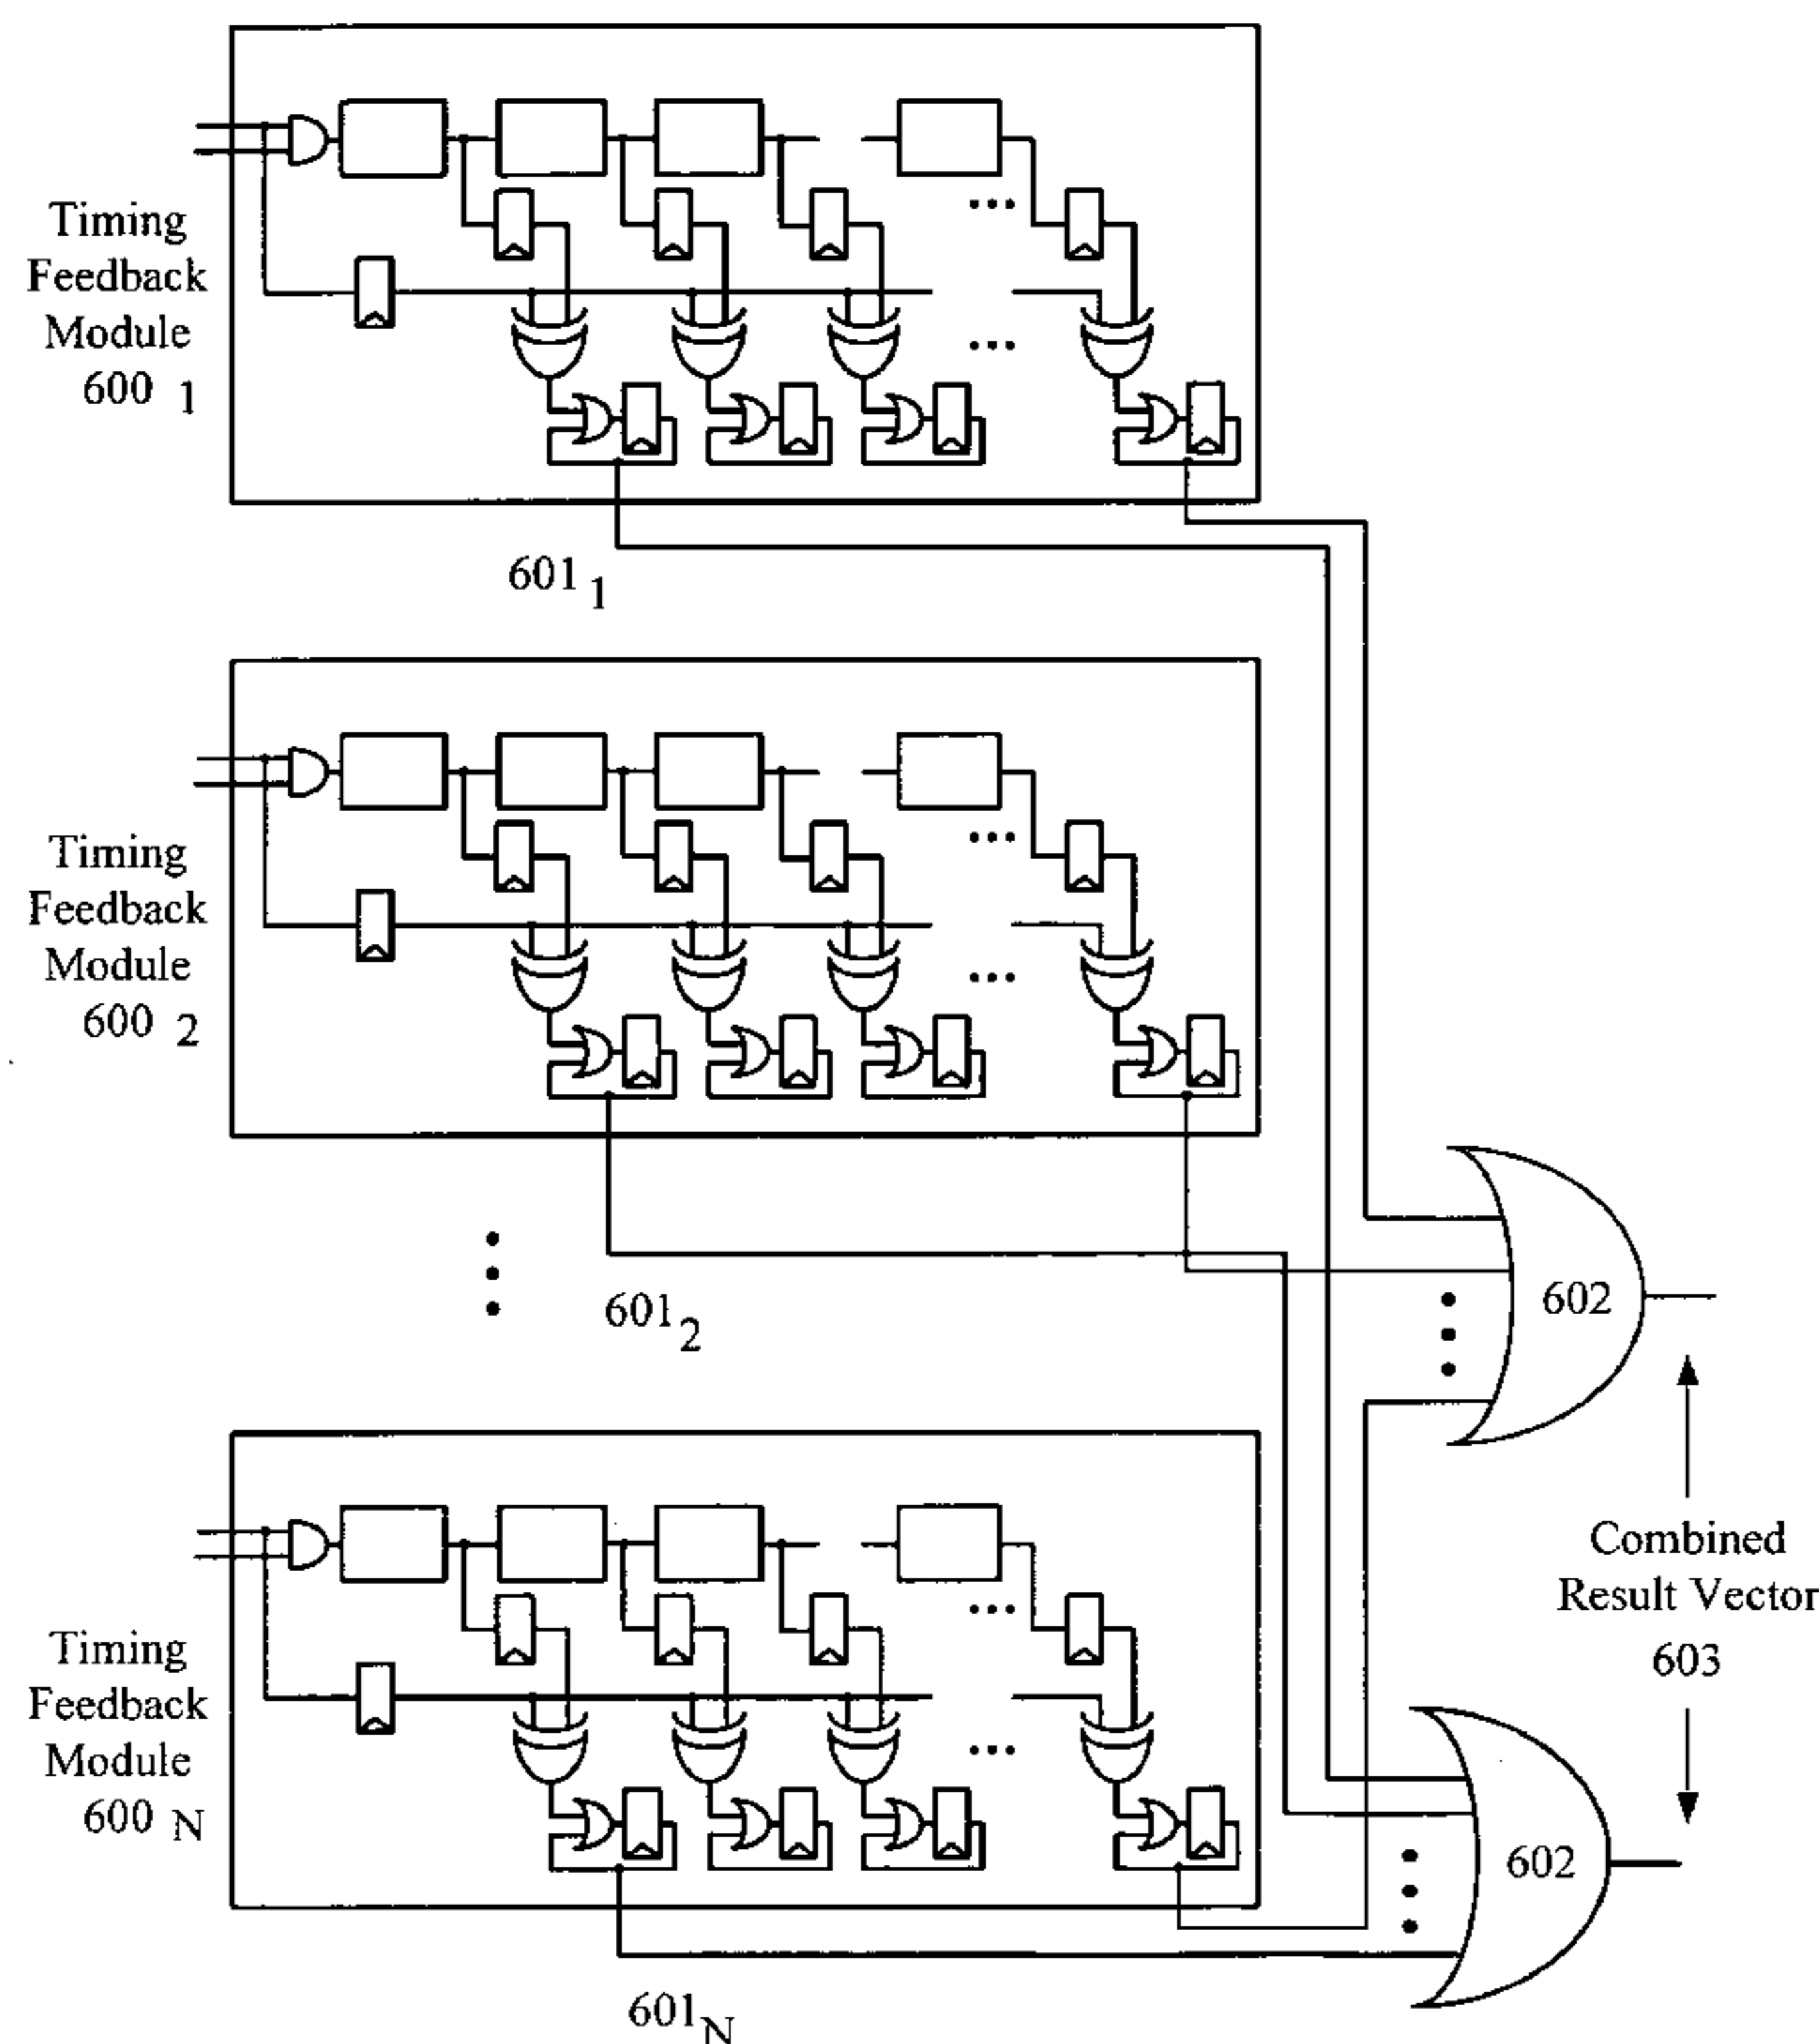 Timing
Feedback
Module
600 1
601 1
Timing
Feedback
Module
600 2
601 2
602
Combined
Result Vector
603
Timing
Feedback
Module
600 N
602
601 N